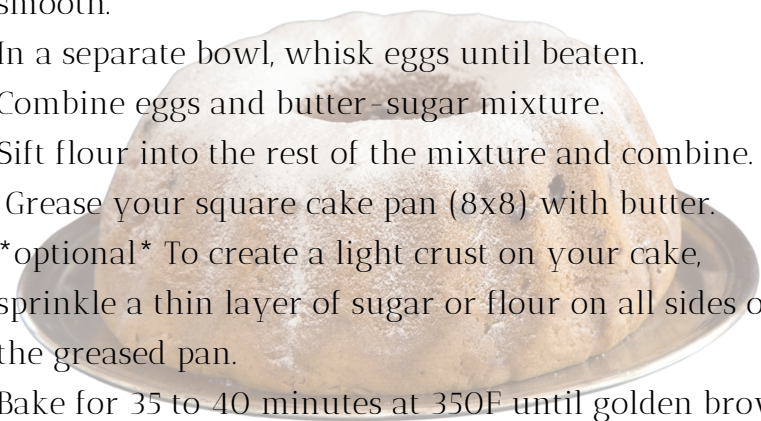 smooth.
In a separate bowl, whisk eggs until beaten.
Combine eggs and butter-sugar mixture.
Sift flour into the rest of the mixture and combine.
Grease your square cake pan (8x8) with butter.
*optional* To create a light crust on your cake,
sprinkle a thin layer of sugar or flour on all sides
the greased pan.
Bake for 35 to 40 minutes at 350F until golden